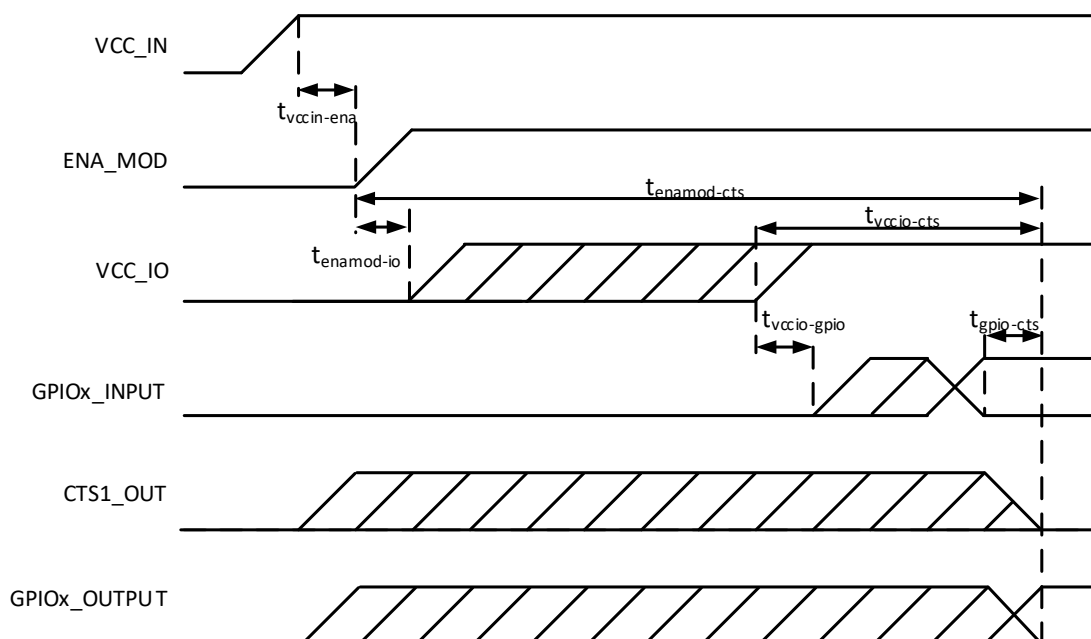 VCC_IN
tvccin-ena
ENA_MOD
tenamod-cts
tvccio-cts
tenamod-io
VCC_IO
tvccio-gpio
tgpio-cts
GPIOx_INPUT
CTS1_OUT
GPIOx_OUTPUT